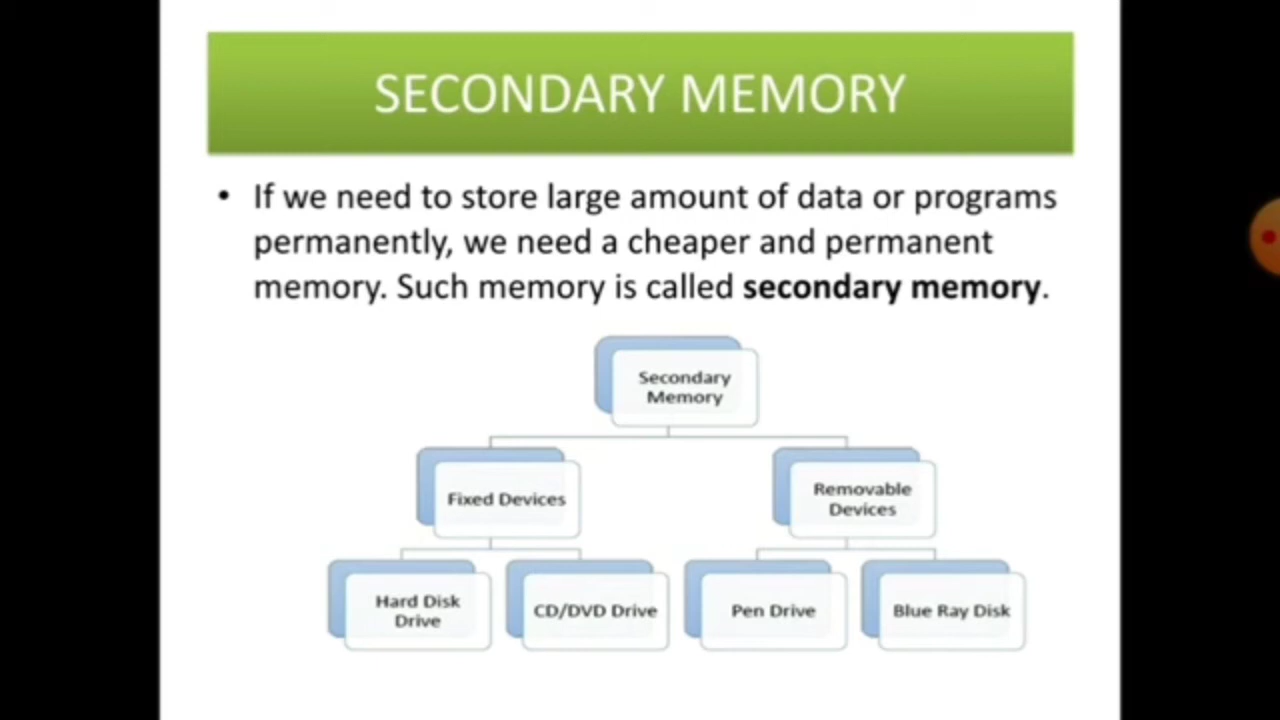 SECONDARY MEMORY
• If we need to store large amount of data or programs
permanently, we need a cheaper and permanent
memory. Such memory is called secondary memory.
Secondary
Memory
Fixed Devices
Removable
Devices
Hard Disk
Drive
CD/DVD Drive
Pen Drive
Blue Ray Disk